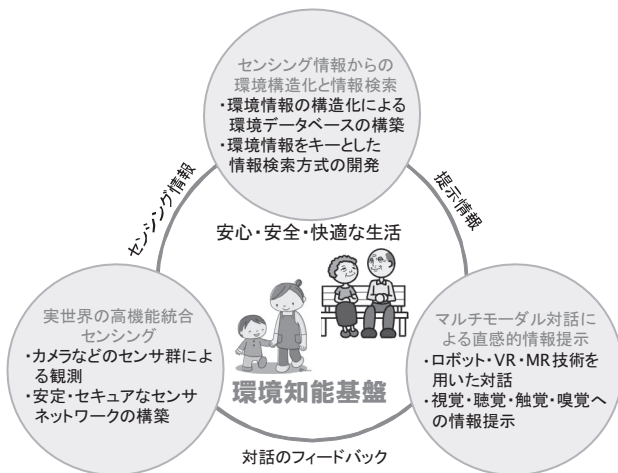 センシング情報からの
環境構造化と情報検索
・環境情報の構造化による
環境データベースの構築
・環境情報をキーとした
情報検索方式の開発
センシング情報
提示情報
安心・安全・快適な生活
実世界の高機能統合
センシング
・カメラなどのセンサ群によ
る観測
・安定・セキュアなセンサ
ネットワークの構築
マルチモーダル対話に
よる直感的情報提示
・ロボット・VR・MR技術を
用いた対話
・視覚・聴覚・触覚・嗅覚へ
の情報提示
環境知能基盤
対話のフィードバック